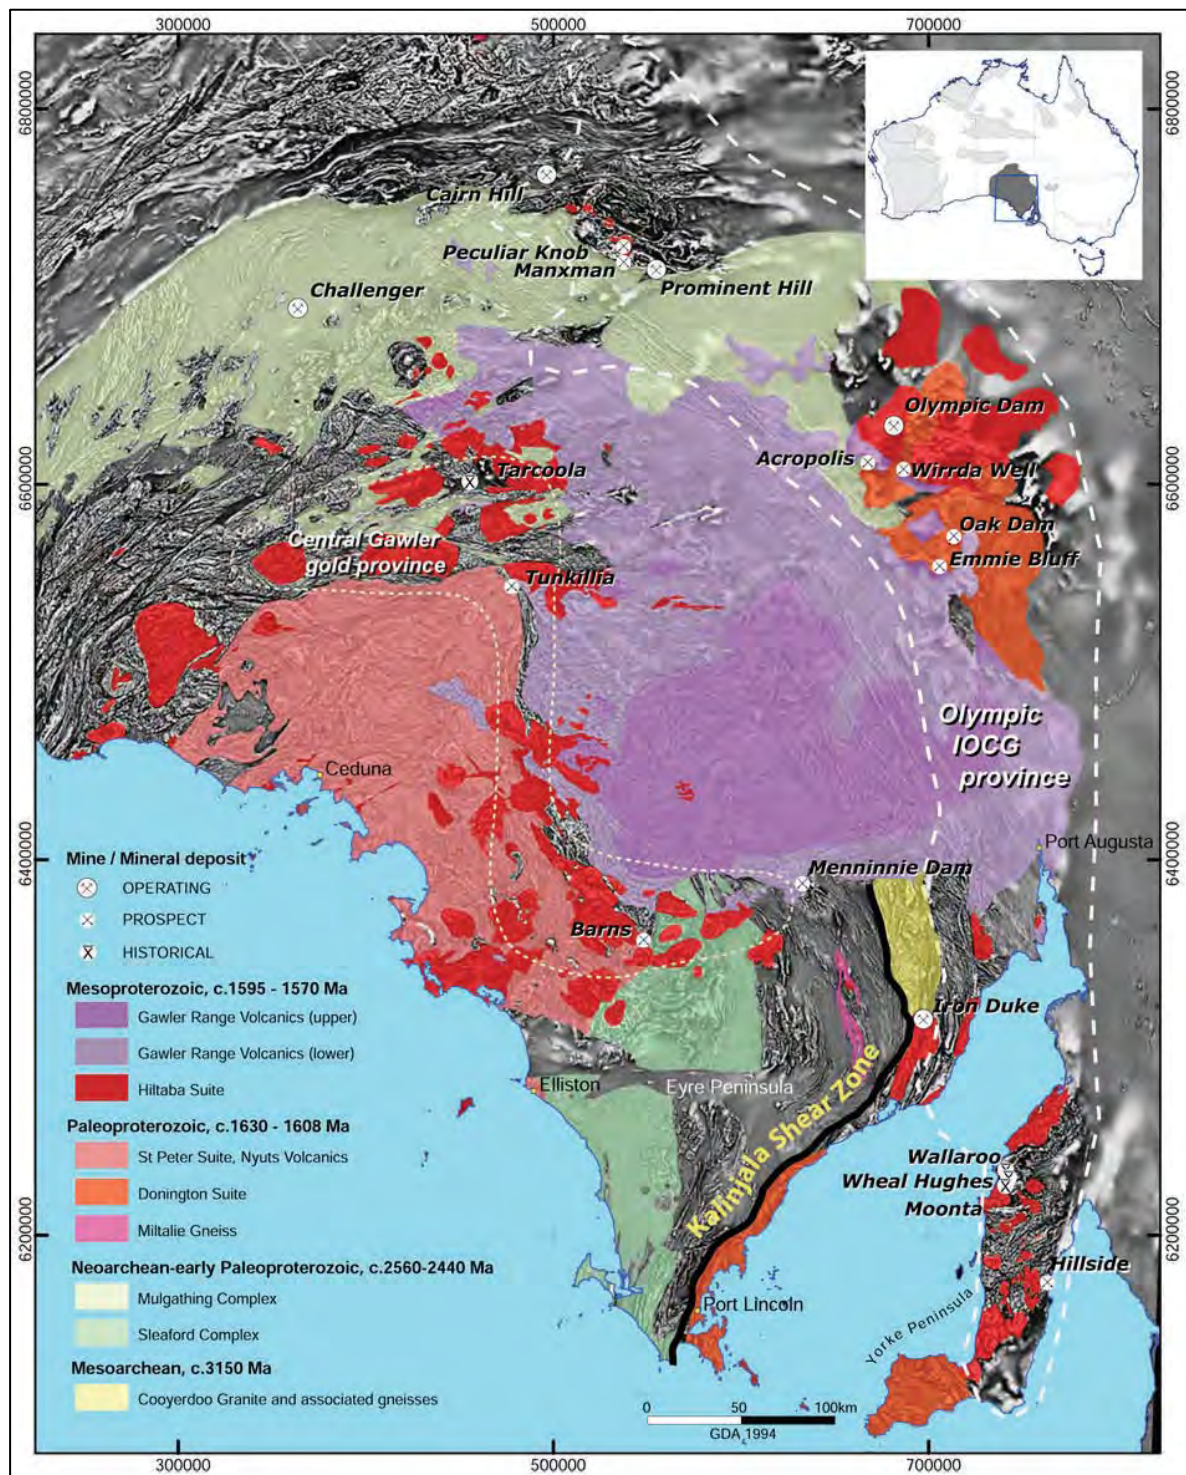 300000
500000
700000
6800000
6800000
Cairn Hill
Peculiar Knob
Manxman
Prominent Hill
Challenger
Olympic Dam
Acropolis
Wirrda Well
Tarcoola
6600000
6600000
Oak Dam
Central Gawler
gold province
Emmie Bluff
Tunkillia
Olympic
IOCG
province
Ceduna
Port Augusta
6400000
6400000
Mine / Mineral deposit
Menninnie Dam
OPERATING
PROSPECT
Barns
HISTORICAL
Mesoproterozoic, c.1595 - 1570 Ma
Iron Duke
Gawler Range Volcanics (upper)
Gawler Range Volcanics (lower)
Hiltaba Suite
Elliston
Eyre Peninsula
Kalinjala Shear Zone
Paleoproterozoic, c.1630 - 1608 Ma
St Peter Suite, Nyuts Volcanics
Donington Suite
Miltalie Gneiss
Wallaroo
Wheal Hughes
Moonta
6200000
6200000
Hillside
Neoarchean-early Paleoproterozoic, c.2560-2440 Ma
Mulgathing Complex
Sleaford Complex
Port Lincoln
Yorke Peninsula
Mesoarchean, c.3150 Ma
Cooyerdoo Granite and associated gneisses
0
50
100km
GDA 1994
300000
500000
700000